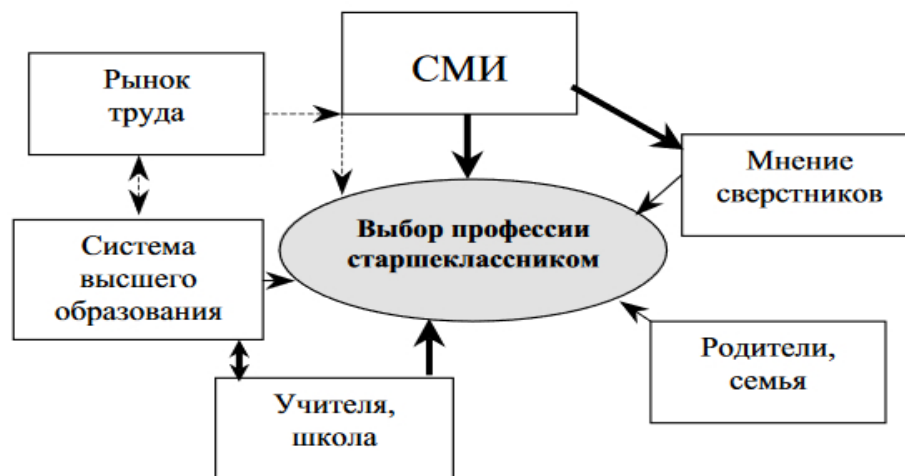 СМИ
Рынок
труда
Мнение
сверстников
Выбор профессии
старшеклассником
Система
высшего
образования
Родители,
семья
Учителя,
школа